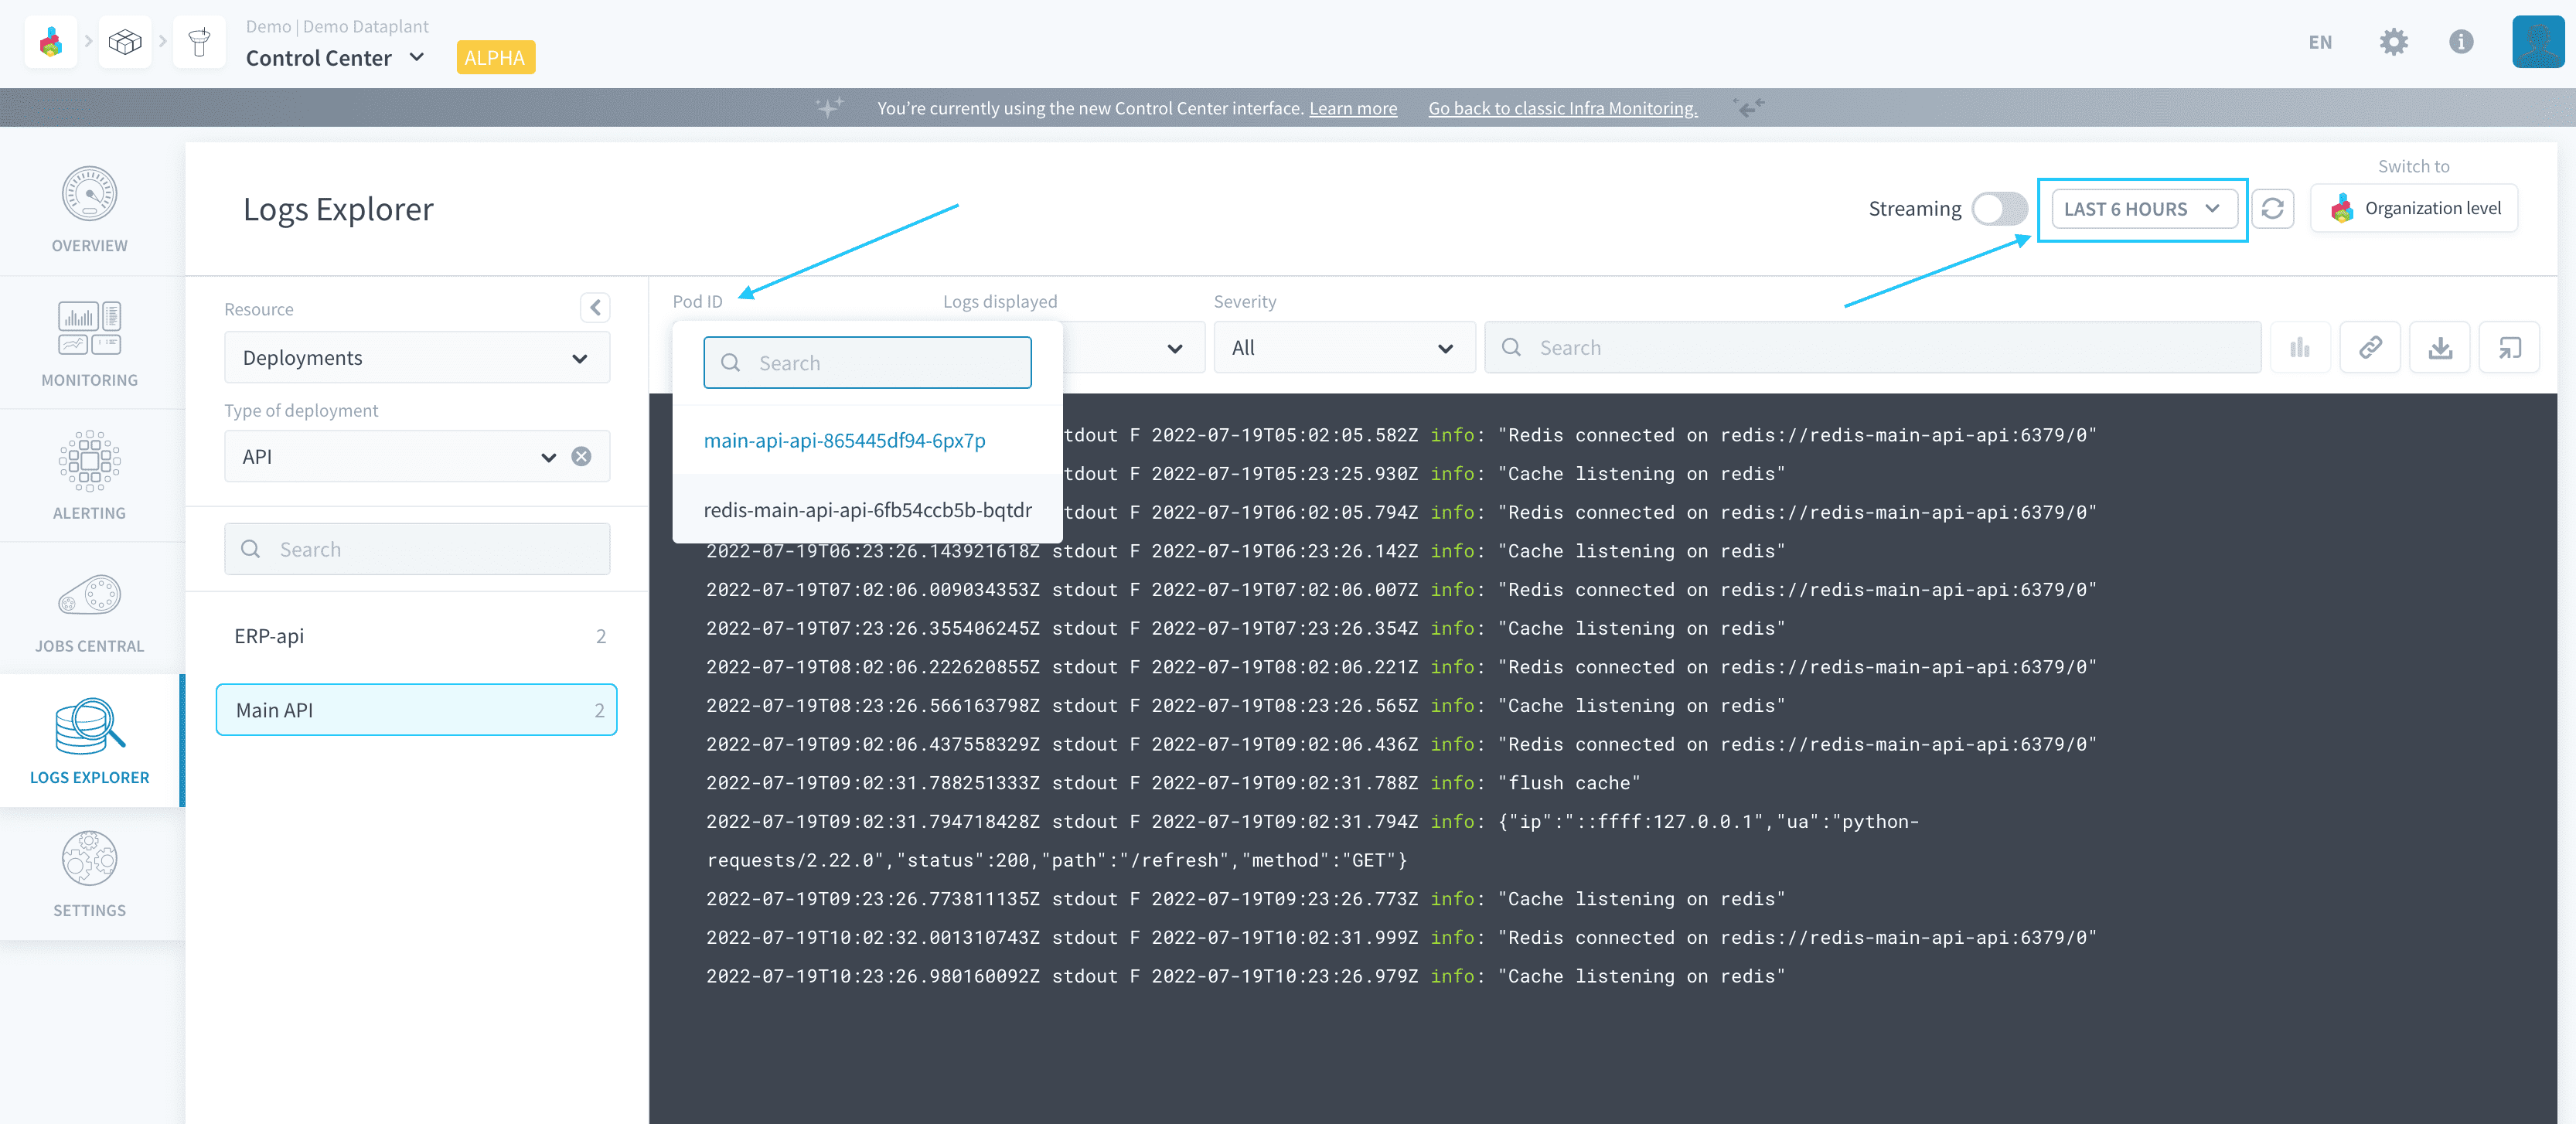 Demo | Demo Dataplant
Control Center
ALPHA
EN
You're currently using the new Control Center interface. Learn more Go back to classic Infra Monitoring.
OVERVIEW
MONITORING
ALERTING
JOBS CENTRAL
LOGS EXPLORER
SETTINGS
Logs Explorer
Streaming
LAST 6 HOURS
Switch to
Organization level
Resource
Deployments
Type of deployment
API
Search
ERP-api 2
Main API 2
Pod ID
Logs displayed
Severity
All
Search
Search
main-api-api-865445df94-6px7p
redis-main-api-api-6fb54ccb5b-bqtdr
tdout F 2022-07-19T05:02:05.582Z info: "Redis connected on redis://redis-main-api-api:6379/0"
tdout F 2022-07-19T05:23:25.930Z info: "Cache listening on redis"
tdout F 2022-07-19T06:02:05.794Z info: "Redis connected on redis://redis-main-api-api:6379/0"
2022-07-19T06:23:26.143921618Z stdout F 2022-07-19T06:23:26.142Z info: "Cache listening on redis"
2022-07-19T07:02:06.009034353Z stdout F 2022-07-19T07:02:06.007Z info: "Redis connected on redis://redis-main-api-api:6379/0"
2022-07-19T07:23:26.355406245Z stdout F 2022-07-19T07:23:26.354Z info: "Cache listening on redis"
2022-07-19T08:02:06.222620855Z stdout F 2022-07-19T08:02:06.221Z info: "Redis connected on redis://redis-main-api-api:6379/0"
2022-07-19T08:23:26.566163798Z stdout F 2022-07-19T08:23:26.565Z info: "Cache listening on redis"
2022-07-19T09:02:06.437558329Z stdout F 2022-07-19T09:02:06.436Z info: "Redis connected on redis://redis-main-api-api:6379/0"
2022-07-19T09:02:31.788251333Z stdout F 2022-07-19T09:02:31.788Z info: "flush cache"
2022-07-19T09:02:31.794718428Z stdout F 2022-07-19T09:02:31.794Z info: {"ip":"::ffff:127.0.0.1","ua":"python-
requests/2.22.0","status":200,"path":"/refresh","method":"GET"}
2022-07-19T09:23:26.773811135Z stdout F 2022-07-19T09:23:26.773Z info: "Cache listening on redis"
2022-07-19T10:02:32.001310743Z stdout F 2022-07-19T10:02:31.999Z info: "Redis connected on redis://redis-main-api-api:6379/0"
2022-07-19T10:23:26.980160092Z stdout F 2022-07-19T10:23:26.979Z info: "Cache listening on redis"